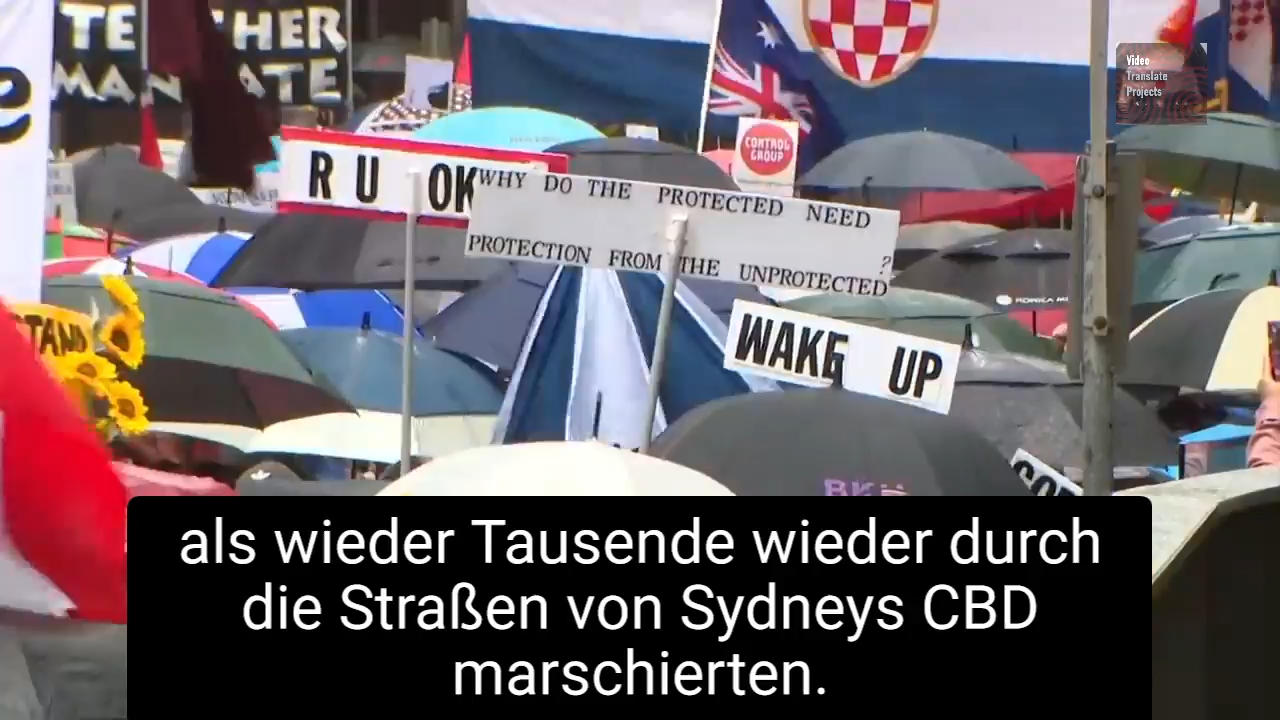 TE
HER
MAN
ATE
Video
Translate
Projects
CONTROL
GROUP
R U OK
WHY DO THE PROTECTED NEED
PROTECTION FROM THE UNPROTECTED?
WAKE UP
TAND
als wieder Tausende wieder durch
die Straßen von Sydneys CBD
marschierten.